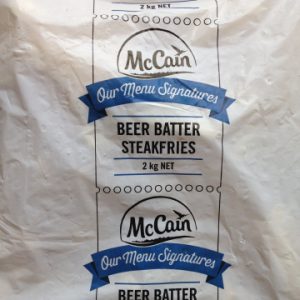 2 kg NET
McCain
Our Menu Signatures
BEER BATTER
STEAKFRIES
2 kg NET
McCain
Our Menu Signatures
BEER BATTER